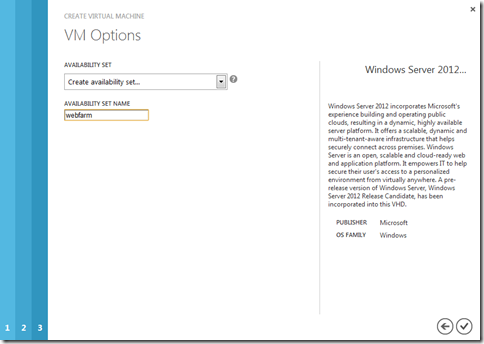 CREATE VIRTUAL MACHINE
VM Options
AVAILABILITY SET
Create availability set...
AVAILABILITY SET NAME
webfarm
Windows Server 2012...
Windows Server 2012 incorporates Microsoft's
experience building and operating public
clouds, resulting in a dynamic, highly available
server platform. It offers a scalable, dynamic and
multi-tenant-aware infrastructure that helps
securely connect across premises. Windows
Server is an open, scalable and cloud-ready web
and application platform. It empowers IT to help
secure their user's access to a personalized
environment from virtually anywhere. A pre-
release version of Windows Server, Windows
Server 2012 Release Candidate, has been
incorporated into this VHD.
PUBLISHER Microsoft
OS FAMILY Windows
1 2 3